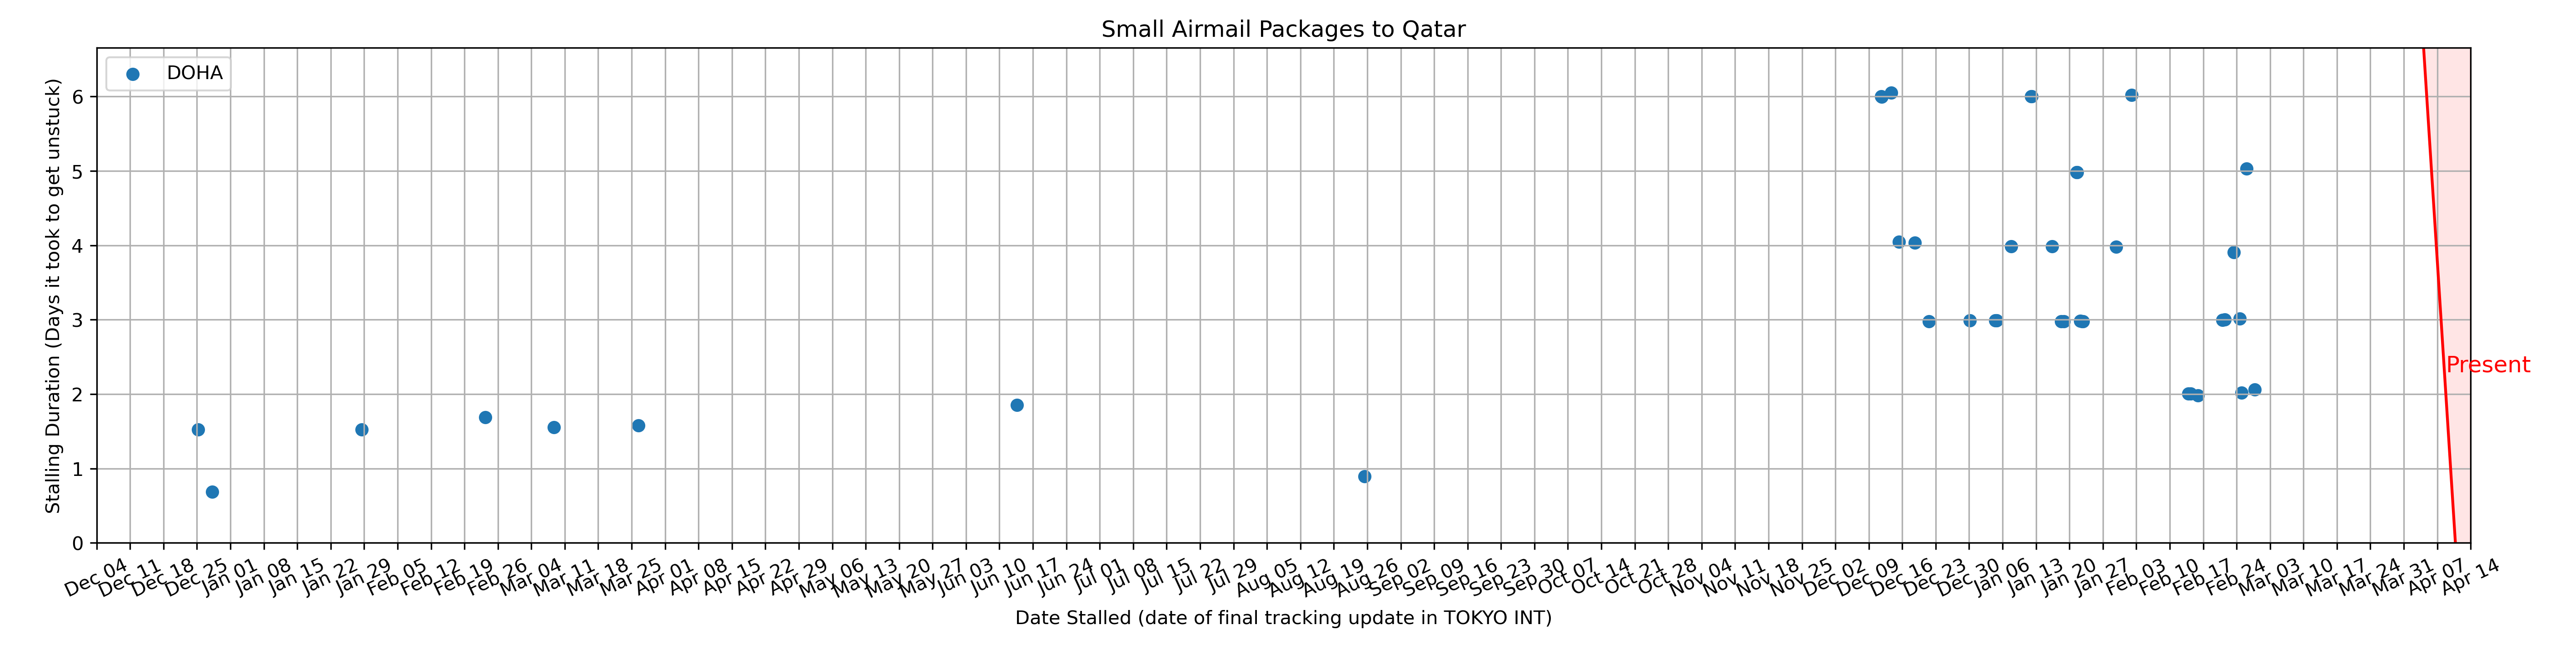 Small Airmail Packages to Qatar
DOHA
Stalling Duration (Days it took to get unstuck)
6
5
4
3
2
1
0
Present
Dec 04 Dec 11 Dec 18 Dec 25 Jan 01 Jan 08 Jan 15 Jan 22 Jan 29 Feb 05 Feb 12 Feb 19 Feb 26 Mar 04 Mar 11 Mar 18 Mar 25 Apr 01 Apr 08 Apr 15 Apr 22 Apr 29 May 06 May 13 May 20 May 27 Jun 03 Jun 10 Jun 17 Jun 24 Jul 01 Jul 08 Jul 15 Jul 22 Jul 29 Aug 05 Aug 12 Aug 19 Aug 26 Sep 02 Sep 09 Sep 16 Sep 23 Sep 30 Oct 07 Oct 14 Oct 21 Oct 28 Nov 04 Nov 11 Nov 18 Nov 25 Dec 02 Dec 09 Dec 16 Dec 23 Dec 30 Jan 06 Jan 13 Jan 20 Jan 27 Feb 03 Feb 10 Feb 17 Feb 24 Mar 03 Mar 10 Mar 17 Mar 24 Mar 31 Apr 07 Apr 14
Date Stalled (date of final tracking update in TOKYO INT)